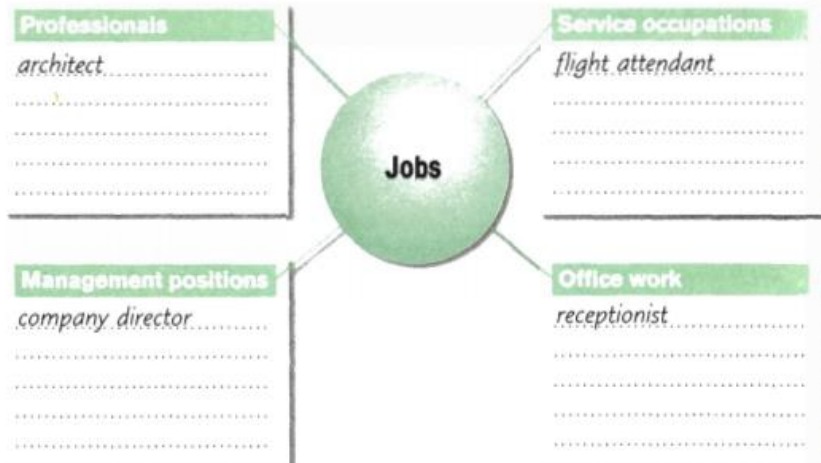 Professionals
architect
Service occupations
flight attendant
Jobs
Management positions
company director
Office work
receptionist